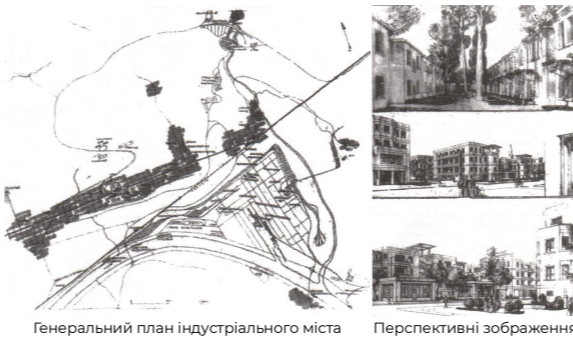 Генеральний план індустріального міста
Перспективні зображення